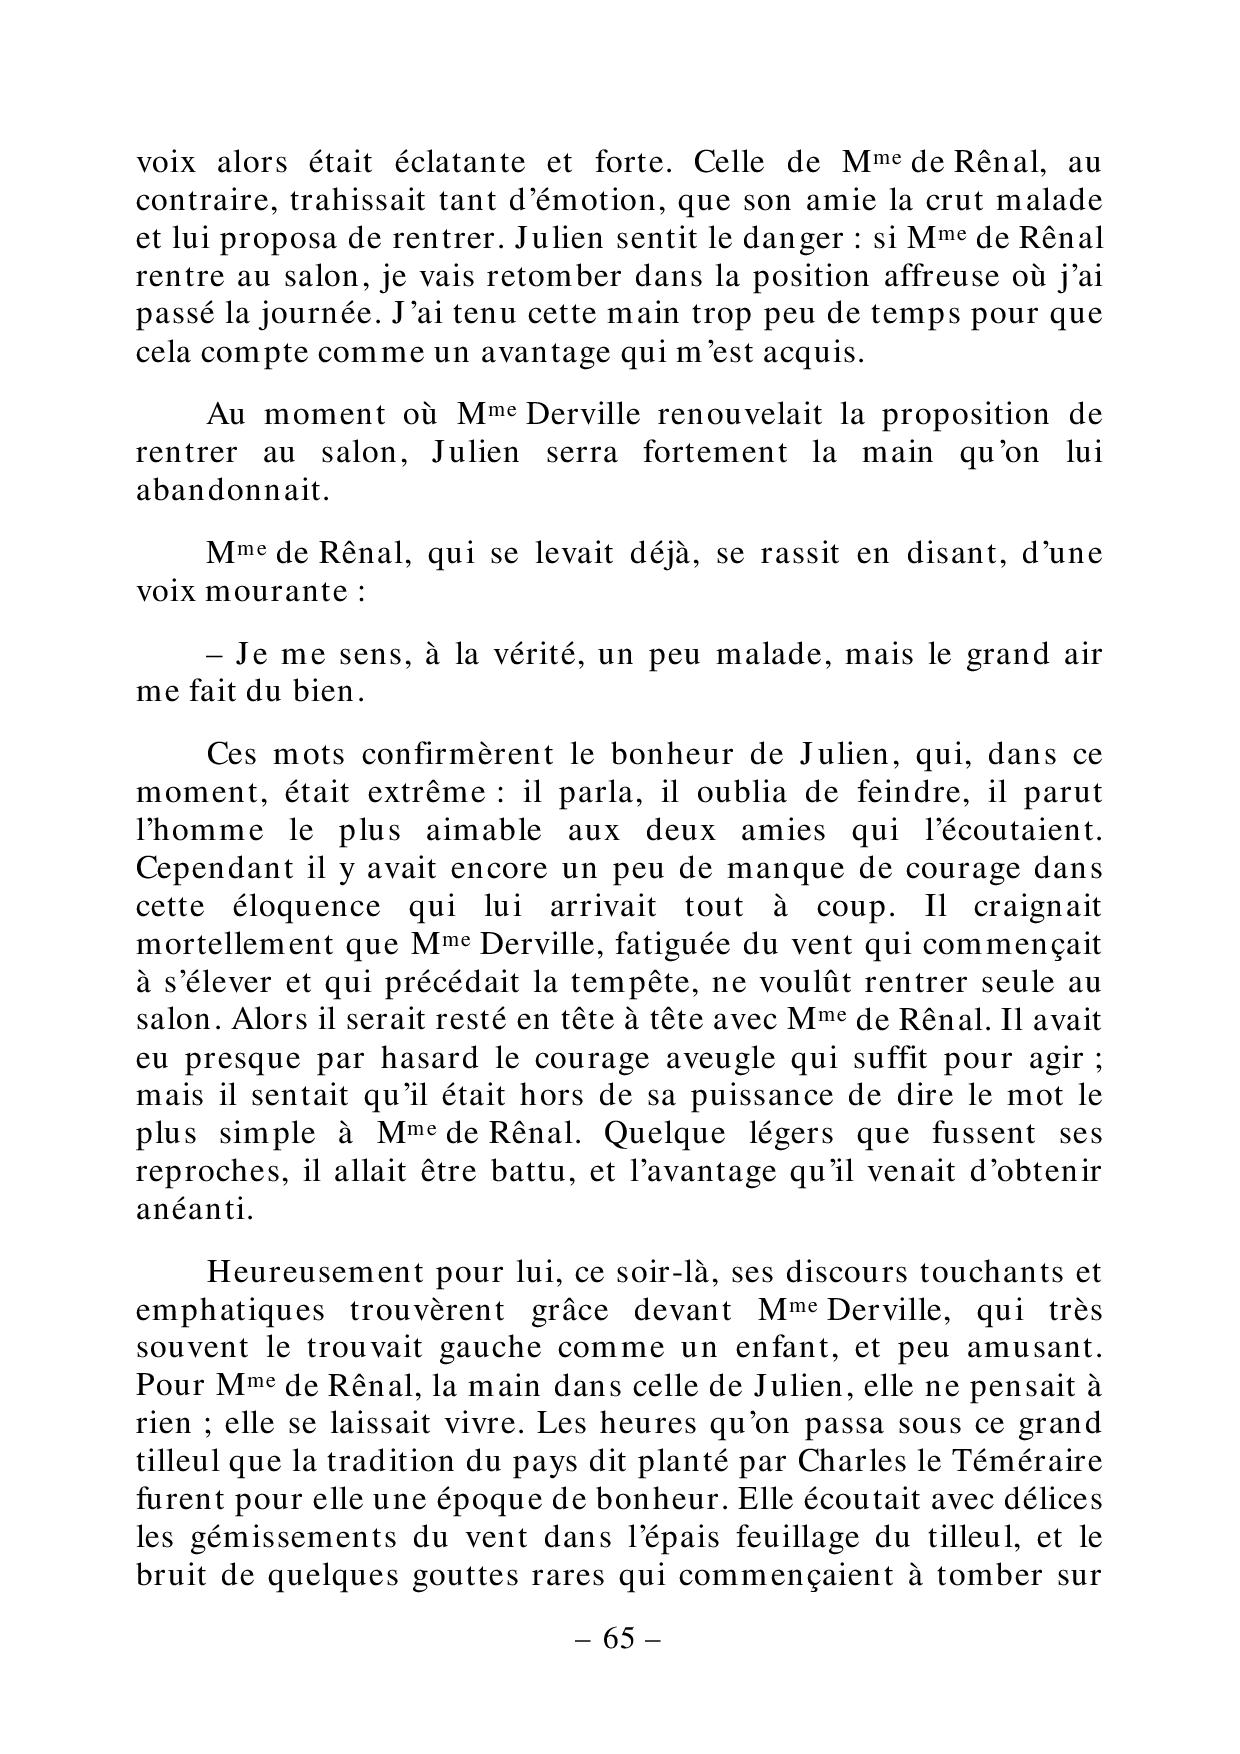 voix alors était éclatante et forte. Celle de Mme de Rênal, au
contraire, trahissait tant d’émotion, que son amie la crut malade
et lui proposa de rentrer. Julien sentit le danger : si Mme de Rênal
rentre au salon, je vais retomber dans la position affreuse où j’ai
passé la journée. J’ai tenu cette main trop peu de temps pour que
cela compte comme un avantage qui m’est acquis.
Au moment où Mme Derville renouvelait la proposition de
rentrer au salon, Julien serra fortement la main qu’on lui
abandonnait.
Mme de Rênal, qui se levait déjà, se rassit en disant, d’une
voix mourante :
– Je me sens, à la vérité, un peu malade, mais le grand air
me fait du bien.
Ces mots confirmèrent le bonheur de Julien, qui, dans ce
moment, était extrême : il parla, il oublia de feindre, il parut
l’homme le plus aimable aux deux amies qui l’écoutaient.
Cependant il y avait encore un peu de manque de courage dans
cette éloquence qui lui arrivait tout à coup. Il craignait
mortellement que Mme Derville, fatiguée du vent qui commençait
à s’élever et qui précédait la tempête, ne voulût rentrer seule au
salon. Alors il serait resté en tête à tête avec Mme de Rênal. Il avait
eu presque par hasard le courage aveugle qui suffit pour agir ;
mais il sentait qu’il était hors de sa puissance de dire le mot le
plus simple à Mme de Rênal. Quelque légers que fussent ses
reproches, il allait être battu, et l’avantage qu’il venait d’obtenir
anéanti.
Heureusement pour lui, ce soir-là, ses discours touchants et
emphatiques trouvèrent grâce devant Mme Derville, qui très
souvent le trouvait gauche comme un enfant, et peu amusant.
Pour Mme de Rênal, la main dans celle de Julien, elle ne pensait à
rien ; elle se laissait vivre. Les heures qu’on passa sous ce grand
tilleul que la tradition du pays dit planté par Charles le Téméraire
furent pour elle une époque de bonheur. Elle écoutait avec délices
les gémissements du vent dans l’épais feuillage du tilleul, et le
bruit de quelques gouttes rares qui commençaient à tomber sur
– 65 –